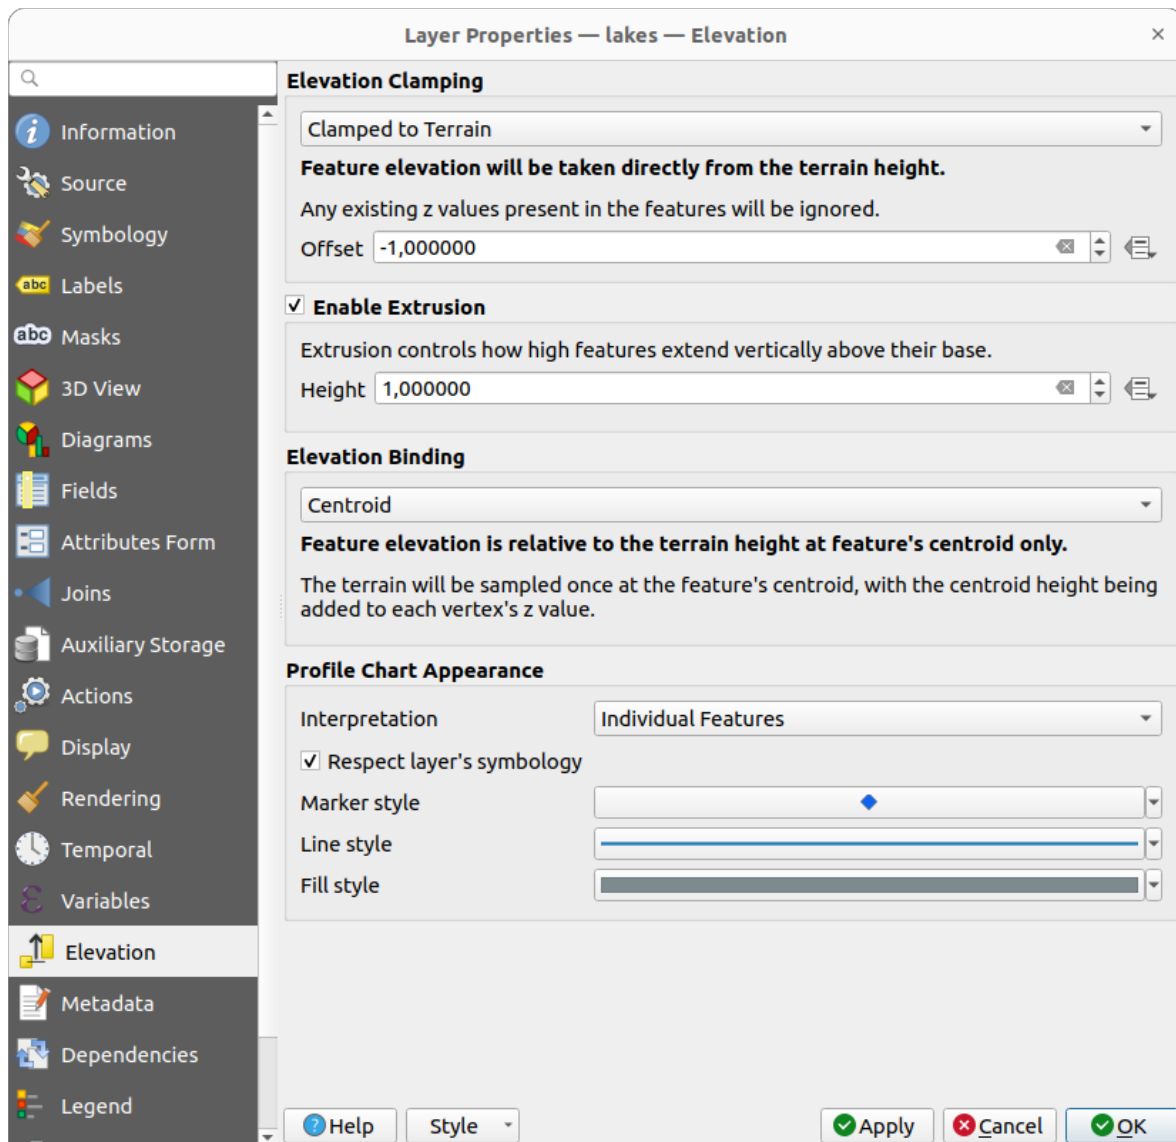 Layer Properties — lakes — Elevation
Information
Source
Symbology
abc Labels
abc Masks
3D View
Diagrams
Fields
Attributes Form
Joins
Auxiliary Storage
Actions
Display
Rendering
Temporal
Variables
Elevation
Metadata
Dependencies
Legend
Elevation Clamping
Clamped to Terrain
Feature elevation will be taken directly from the terrain height.
Any existing z values present in the features will be ignored.
Offset -1,000000
Enable Extrusion
Extrusion controls how high features extend vertically above their base.
Height 1,000000
Elevation Binding
Centroid
Feature elevation is relative to the terrain height at feature's centroid only.
The terrain will be sampled once at the feature's centroid, with the centroid height being
added to each vertex's z value.
Profile Chart Appearance
Interpretation Individual Features
Respect layer's symbology
Marker style
Line style
Fill style
Help Style Apply Cancel OK